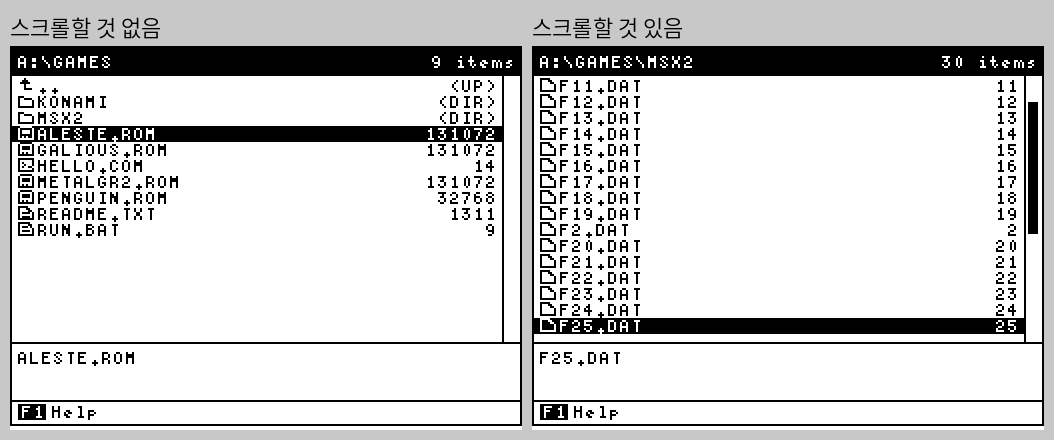 스크롤할 것 없음
A:\GAMES 9 items
.. <UP>
KONAMI <DIR>
MSX2 <DIR>
ALESTE.ROM 131072
GALIOUS.ROM 131072
HELLO.COM 14
METALGR2.ROM 131072
PENGUIN.ROM 32768
README.TXT 1311
RUN.BAT 9
ALESTE.ROM
F1 Help
스크롤할 것 있음
A:\GAMES\MSX2 30 items
F11.DAT 11
F12.DAT 12
F13.DAT 13
F14.DAT 14
F15.DAT 15
F16.DAT 16
F17.DAT 17
F18.DAT 18
F19.DAT 19
F2.DAT 2
F20.DAT 20
F21.DAT 21
F22.DAT 22
F23.DAT 23
F24.DAT 24
F25.DAT 25
F25.DAT
F1 Help